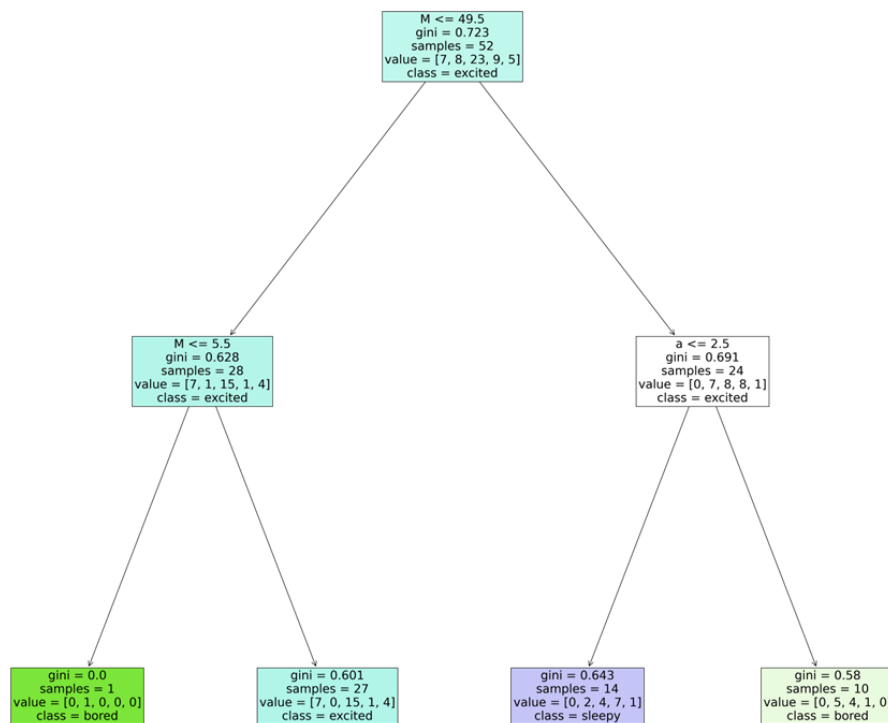 M <= 49.5
gini = 0.723
samples = 52
value = [7, 8, 23, 9, 5]
class = excited
M <= 5.5
gini = 0.628
samples = 28
value = [7, 1, 15, 1, 4]
class = excited
a <= 2.5
gini = 0.691
samples = 24
value = [0, 7, 8, 8, 1]
class = excited
gini = 0.0
samples = 1
value = [0, 1, 0, 0, 0]
class = bored
gini = 0.601
samples = 27
value = [7, 0, 15, 1, 4]
class = excited
gini = 0.643
samples = 14
value = [0, 2, 4, 7, 1]
class = sleepy
gini = 0.58
samples = 10
value = [0, 5, 4, 1, 0]
class = bored